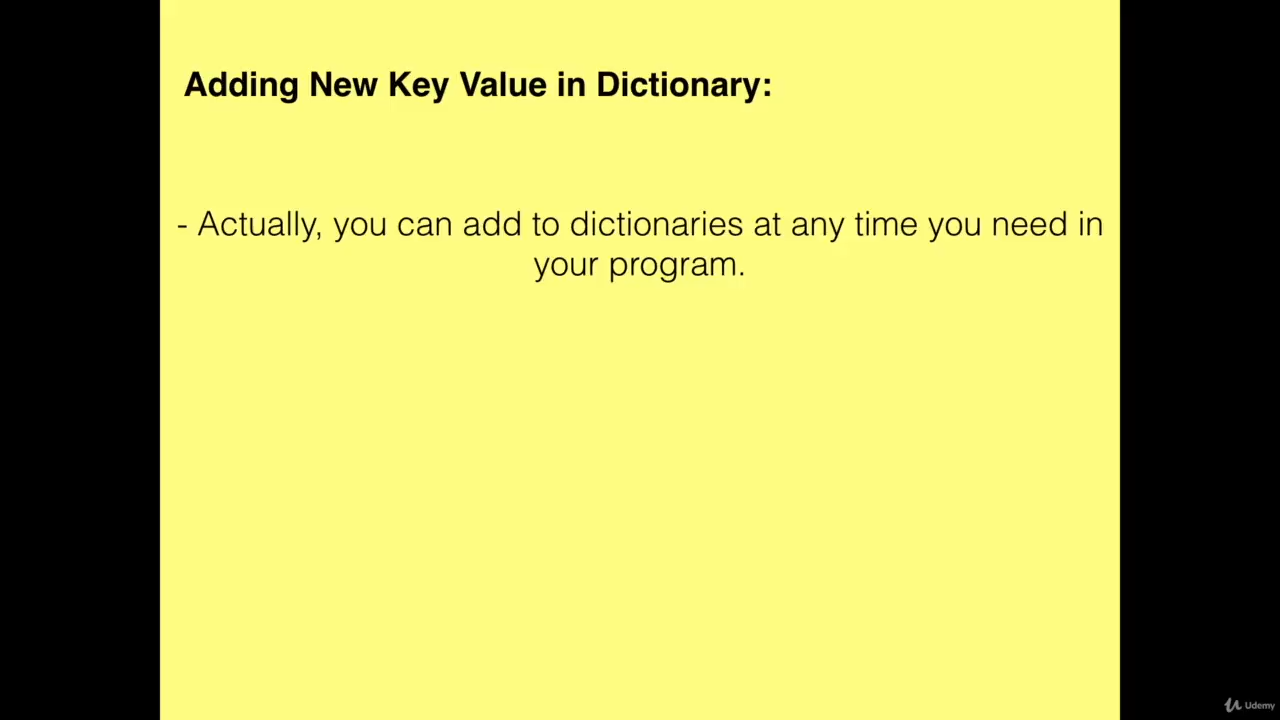 Adding New Key Value in Dictionary:
- Actually, you can add to dictionaries at any time you need in
your program.
Udemy